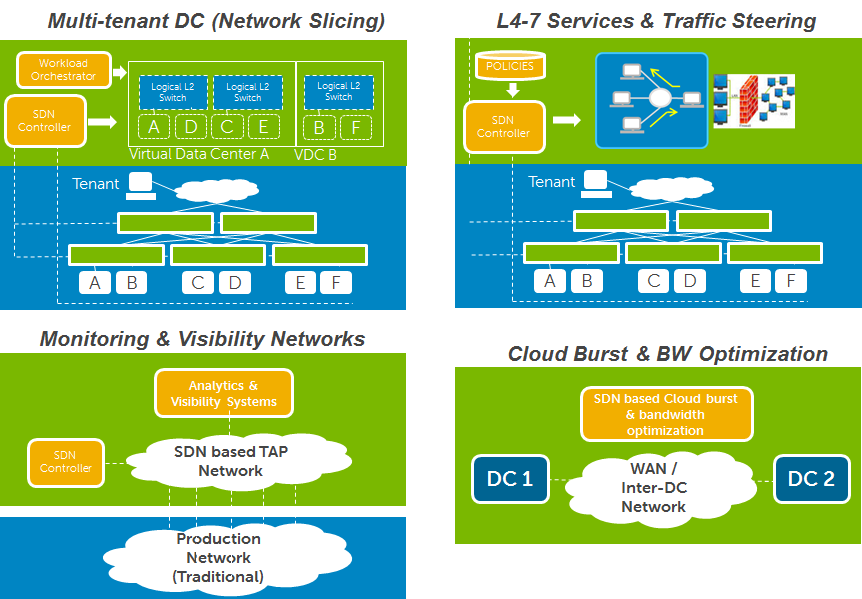 Multi-tenant DC (Network Slicing)
Workload
Orchestrator
SDN
Controller
Logical L2
Switch
Logical L2
Switch
Logical L2
Switch
A D C E B F
Virtual Data Center A VDC B
Tenant
A B C D E F
L4-7 Services & Traffic Steering
POLICIES
SDN
Controller
Tenant
A B C D E F
Monitoring & Visibility Networks
Analytics &
Visibility Systems
SDN
Controller
SDN based TAP
Network
Production
Network
(Traditional)
Cloud Burst & BW Optimization
SDN based Cloud burst
& bandwidth
optimization
DC 1
WAN /
Inter-DC
Network
DC 2